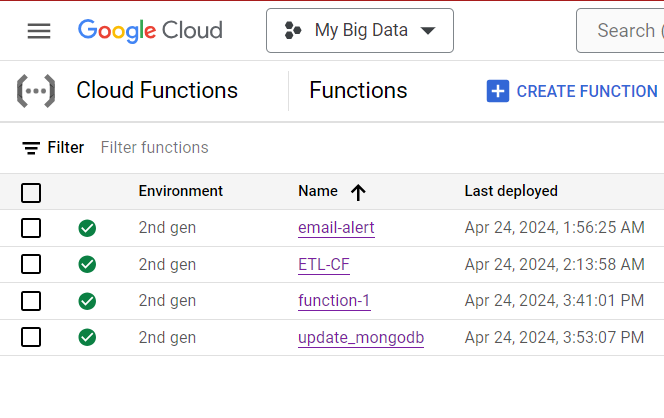 Google Cloud My Big Data Search (
Cloud Functions Functions CREATE FUNCTION
Filter Filter functions
Environment Name Last deployed
2nd gen email-alert Apr 24, 2024, 1:56:25 AM
2nd gen ETL-CF Apr 24, 2024, 2:13:58 AM
2nd gen function-1 Apr 24, 2024, 3:41:01 PM
2nd gen update_mongodb Apr 24, 2024, 3:53:07 PM